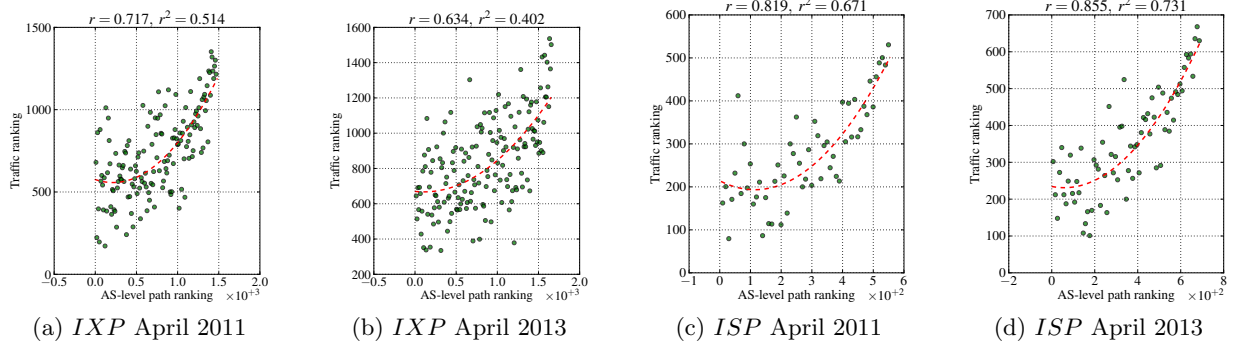 r = 0.717, r² = 0.514
1500
1000
500
0
Traffic ranking
−0.5 0.0 0.5 1.0 1.5 2.0
AS-level path ranking ×10⁺³
(a) IXP April 2011
r = 0.634, r² = 0.402
1600
1400
1200
1000
800
600
400
200
Traffic ranking
−0.5 0.0 0.5 1.0 1.5 2.0
AS-level path ranking ×10⁺³
(b) IXP April 2013
r = 0.819, r² = 0.671
600
500
400
300
200
100
0
Traffic ranking
−1 0 1 2 3 4 5 6
AS-level path ranking ×10⁺²
(c) ISP April 2011
r = 0.855, r² = 0.731
700
600
500
400
300
200
100
0
Traffic ranking
−2 0 2 4 6 8
AS-level path ranking ×10⁺²
(d) ISP April 2013